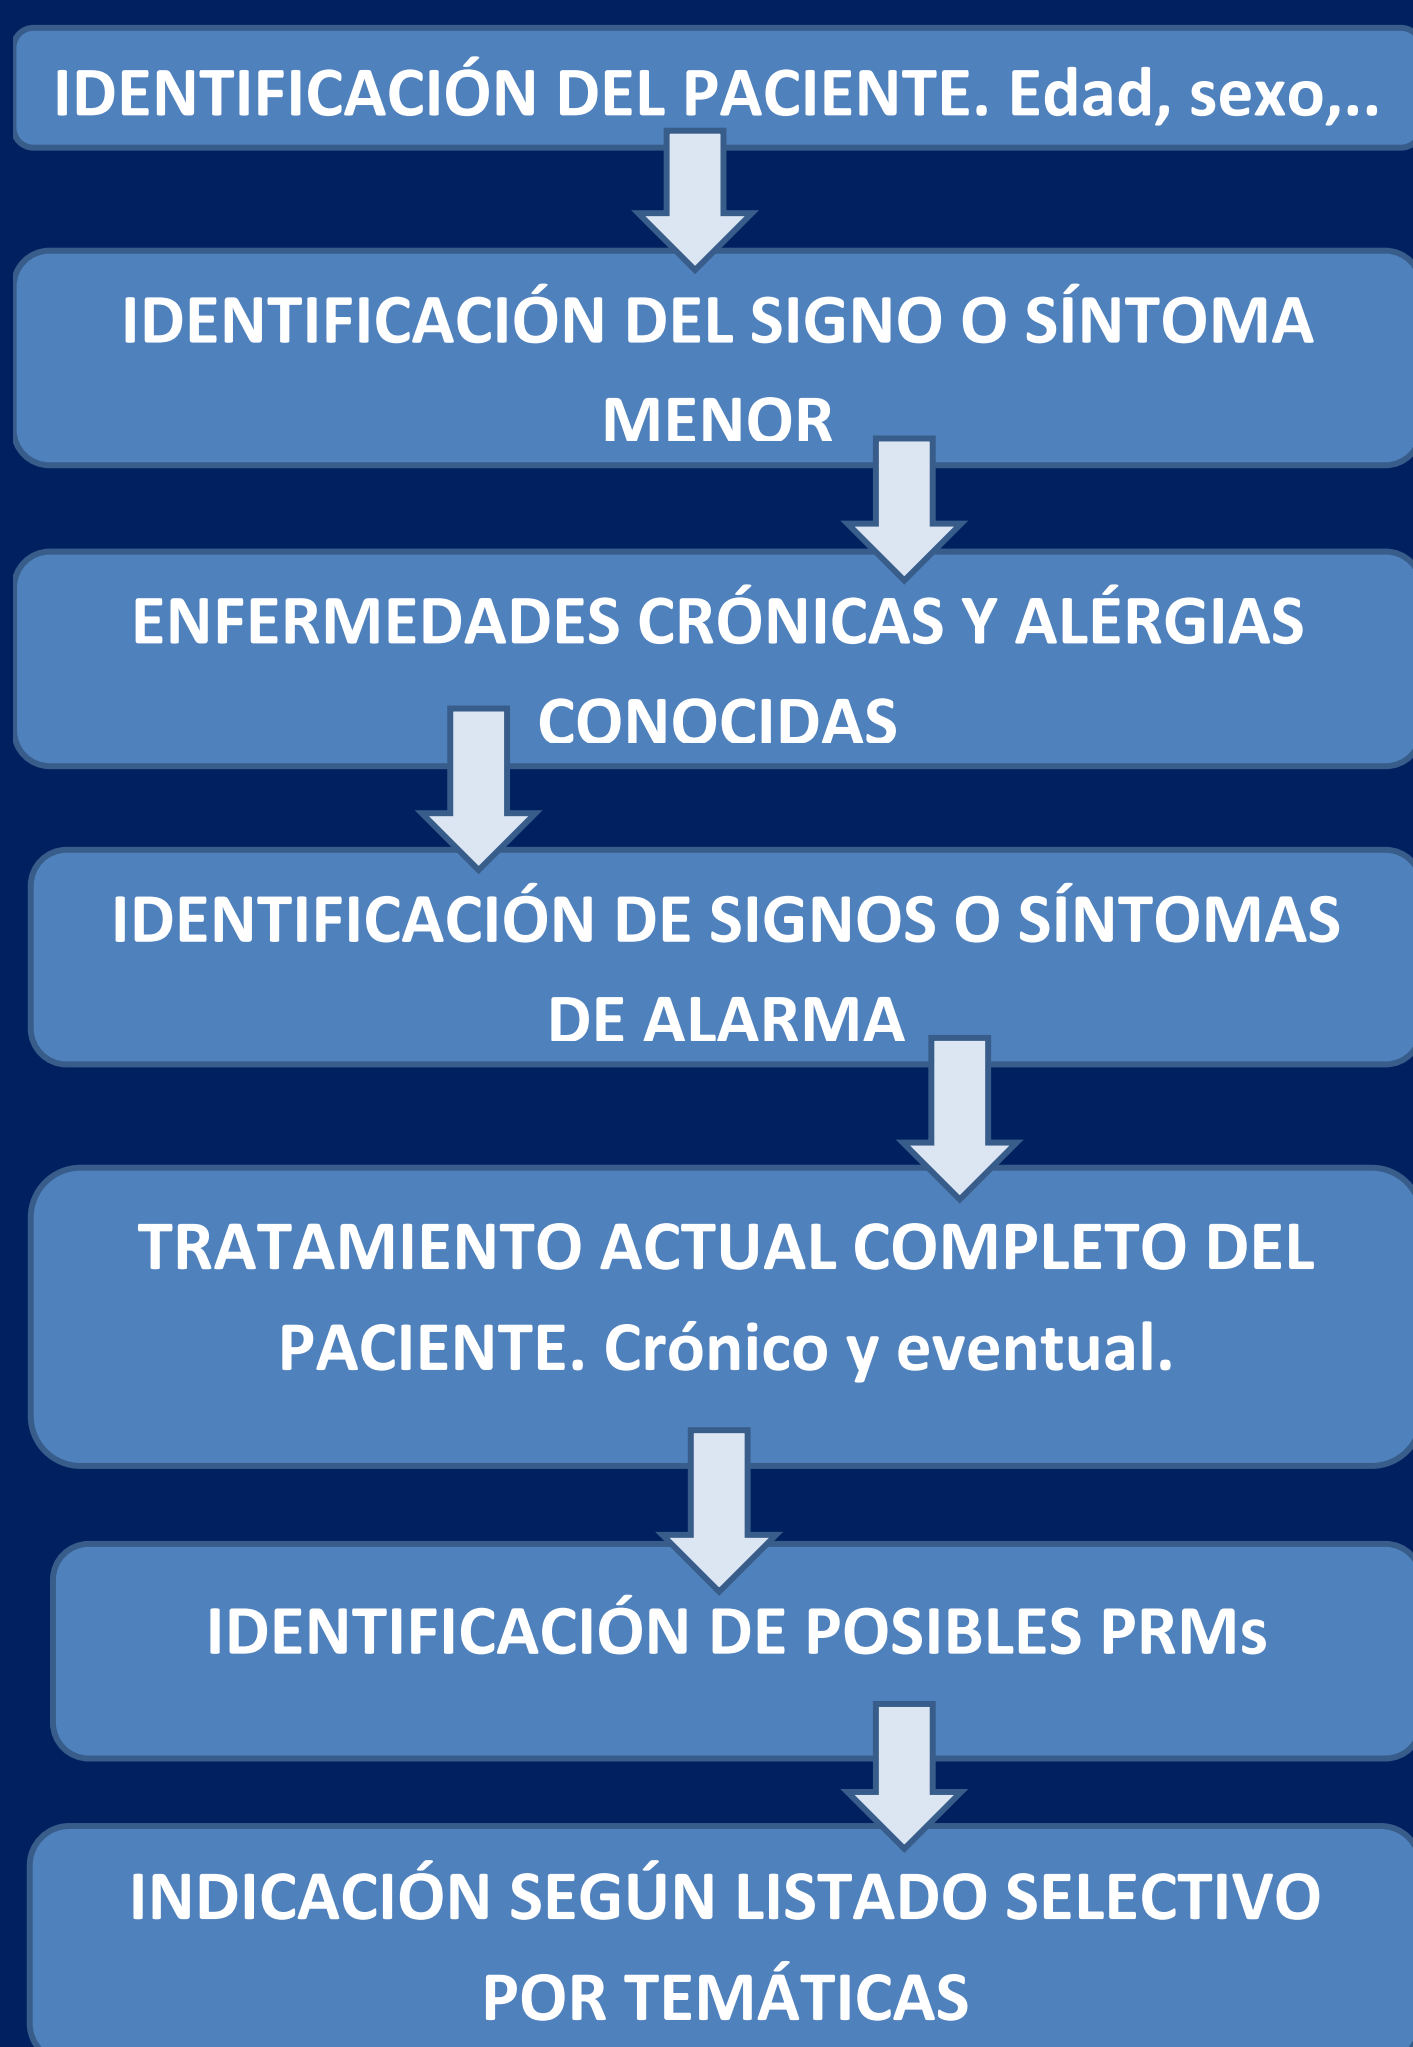 IDENTIFICACIÓN DEL PACIENTE. Edad, sexo,..
IDENTIFICACIÓN DEL SIGNO O SÍNTOMA
MENOR
ENFERMEDADES CRÓNICAS Y ALÉRGIAS
CONOCIDAS
IDENTIFICACIÓN DE SIGNOS O SÍNTOMAS
DE ALARMA
TRATAMIENTO ACTUAL COMPLETO DEL
PACIENTE. Crónico y eventual.
IDENTIFICACIÓN DE POSIBLES PRMs
INDICACIÓN SEGÚN LISTADO SELECTIVO
POR TEMÁTICAS